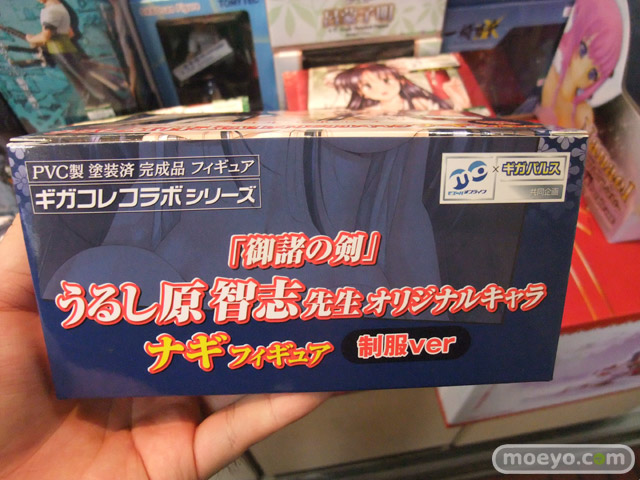 TOMYTEC
PVC製 塗装済 完成品 フィギュア
ギガコレコラボシリーズ
× ギガパルス
共同企画
「御諸の剣」
うるし原 智志先生 オリジナルキャラ
ナギ フィギュア 制服ver
moeyo.com